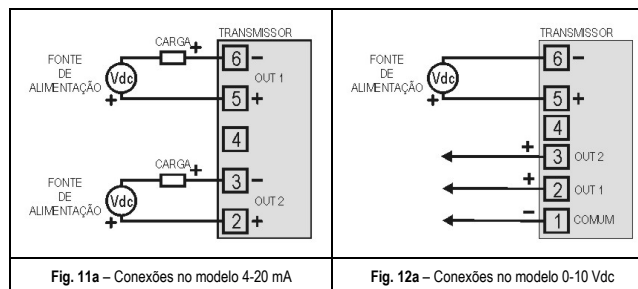 TRANSMISSOR
CARGA
+
6 -
OUT 1
FONTE
DE
ALIMENTAÇÃO
Vdc
+
5 +
4
CARGA
+
3 -
OUT 2
FONTE
DE
ALIMENTAÇÃO
Vdc
+
2 +
Fig. 11a – Conexões no modelo 4-20 mA
TRANSMISSOR
6 -
FONTE
DE
ALIMENTAÇÃO
Vdc
+
5 +
4
+
3 OUT 2
+
2 OUT 1
-
1 COMUM
Fig. 12a – Conexões no modelo 0-10 Vdc